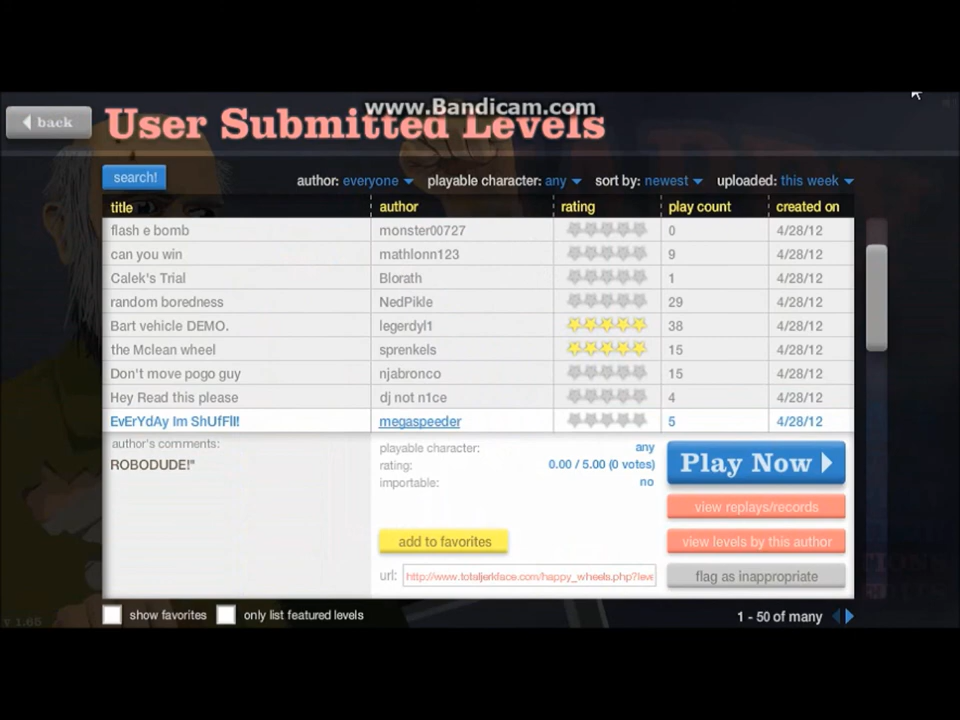 www.Bandicam.com
back
User Submitted Levels
search!
author: everyone playable character: any sort by: newest uploaded: this week
title author rating play count created on
flash e bomb monster00727 0 4/28/12
can you win mathlonn123 9 4/28/12
Calek's Trial Blorath 1 4/28/12
random boredness NedPikle 29 4/28/12
Bart vehicle DEMO. legerdyl1 38 4/28/12
the Mclean wheel sprenkels 15 4/28/12
Don't move pogo guy njabronco 15 4/28/12
Hey Read this please dj not n1ce 4 4/28/12
EvErYdAy Im ShUfFlI! megaspeeder 5 4/28/12
author's comments:
ROBODUDE!"
playable character: any
rating: 0.00 / 5.00 (0 votes)
importable: no
add to favorites
url: http://www.totaljerkface.com/happy_wheels.php?leve
Play Now
view replays/records
view levels by this author
flag as inappropriate
show favorites only list featured levels
1 - 50 of many
v 1.65